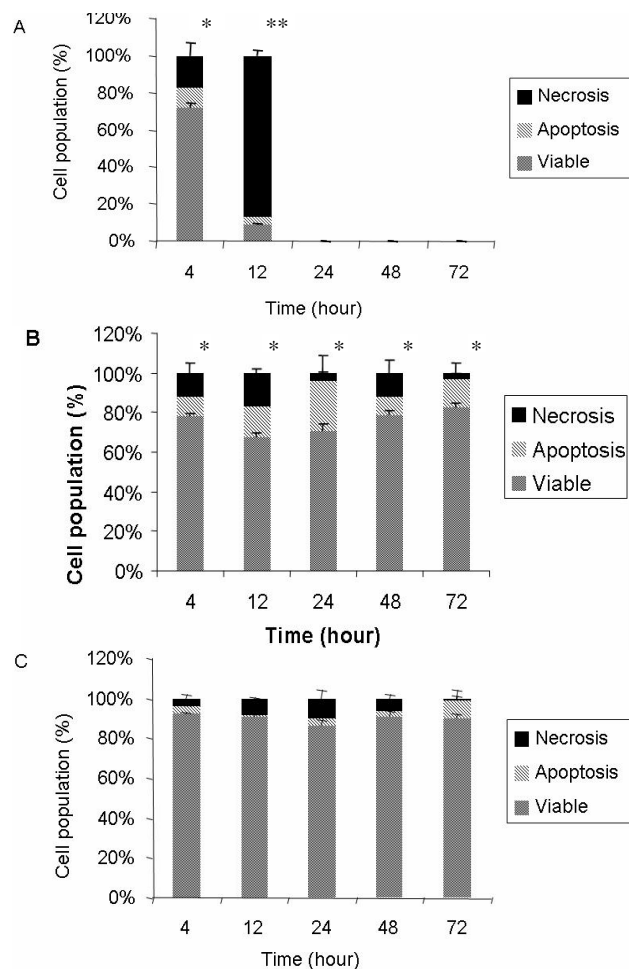 A
120%
100%
80%
60%
40%
20%
0%
Cell population (%)
* **
4 12 24 48 72
Time (hour)
Necrosis
Apoptosis
Viable
B
120%
100%
80%
60%
40%
20%
0%
Cell population (%)
* * * * *
4 12 24 48 72
Time (hour)
Necrosis
Apoptosis
Viable
C
120%
100%
80%
60%
40%
20%
0%
Cell population (%)
4 12 24 48 72
Time (hour)
Necrosis
Apoptosis
Viable